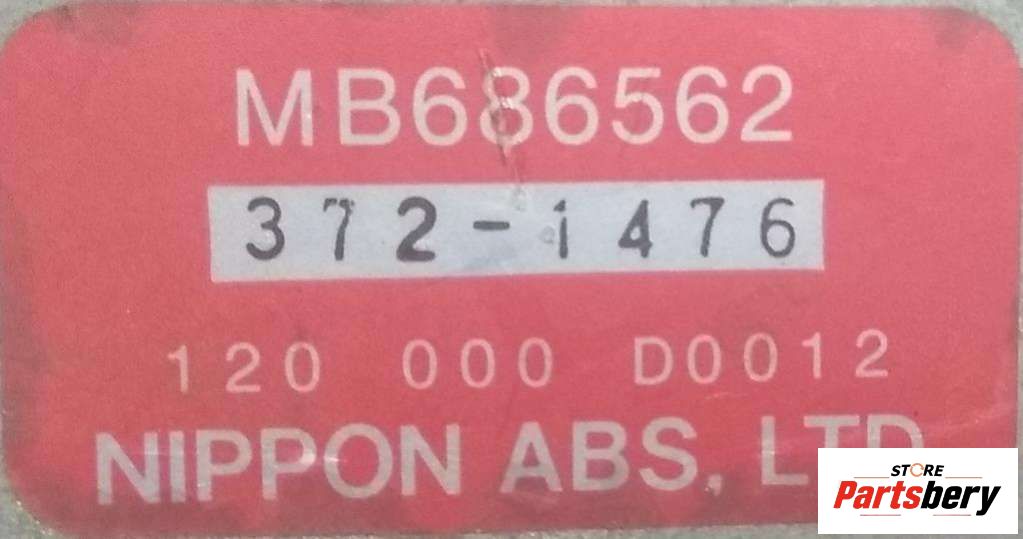 MB686562
372-1476
120 000 D0012
NIPPON ABS, LTD
STORE
Partsbery